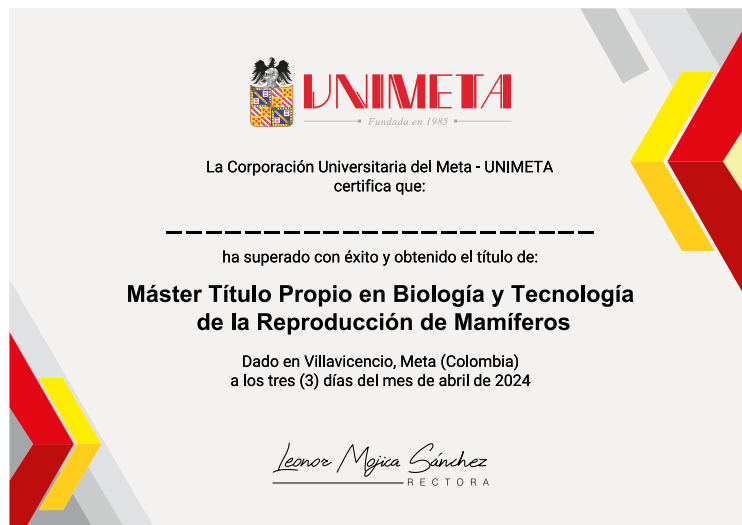 UNIMETA
Fundada en 1985
La Corporación Universitaria del Meta - UNIMETA
certifica que:
ha superado con éxito y obtenido el título de:
Máster Título Propio en Biología y Tecnología
de la Reproducción de Mamíferos
Dado en Villavicencio, Meta (Colombia)
a los tres (3) días del mes de abril de 2024
Leonor Mojica Sánchez
RECTORA